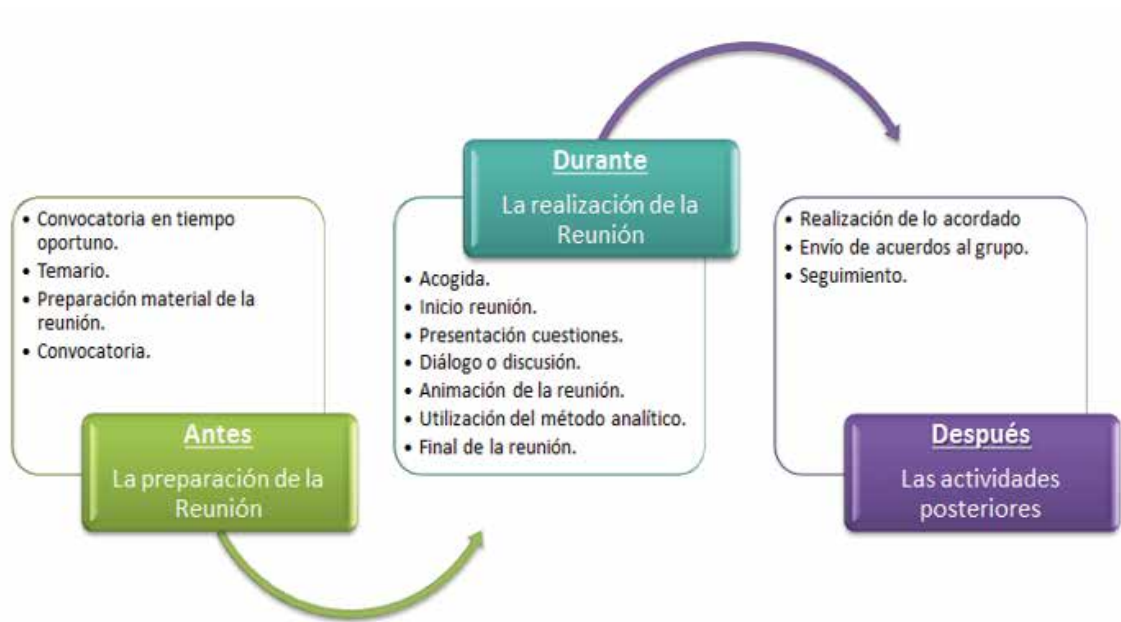 • Convocatoria en tiempo
oportuno.
• Temario.
• Preparación material de la
reunión.
• Convocatoria.
Antes
La preparación de la
Reunión
Durante
La realización de la
Reunión
• Acogida.
• Inicio reunión.
• Presentación cuestiones.
• Diálogo o discusión.
• Animación de la reunión.
• Utilización del método analítico.
• Final de la reunión.
• Realización de lo acordado
• Envío de acuerdos al grupo.
• Seguimiento.
Después
Las actividades
posteriores